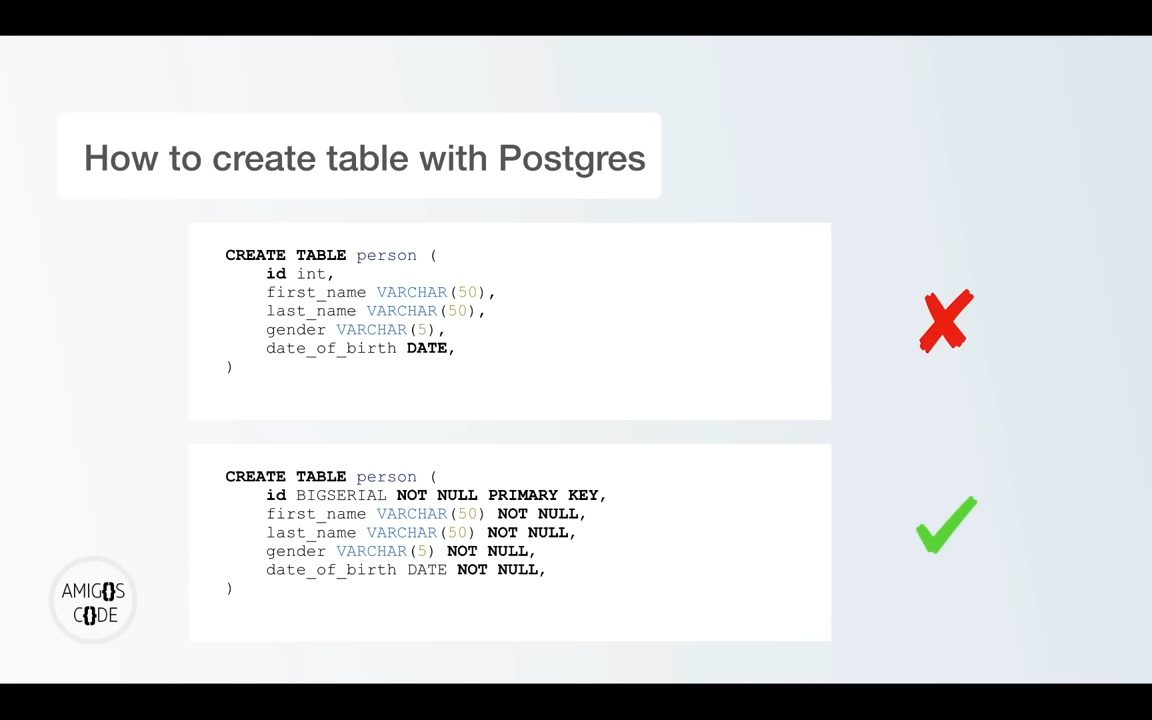 How to create table with Postgres
CREATE TABLE person (
id int,
first_name VARCHAR(50),
last_name VARCHAR(50),
gender VARCHAR(5),
date_of_birth DATE,
)
CREATE TABLE person (
id BIGSERIAL NOT NULL PRIMARY KEY,
first_name VARCHAR(50) NOT NULL,
last_name VARCHAR(50) NOT NULL,
gender VARCHAR(5) NOT NULL,
date_of_birth DATE NOT NULL,
)
AMIG{}S
C{}DE